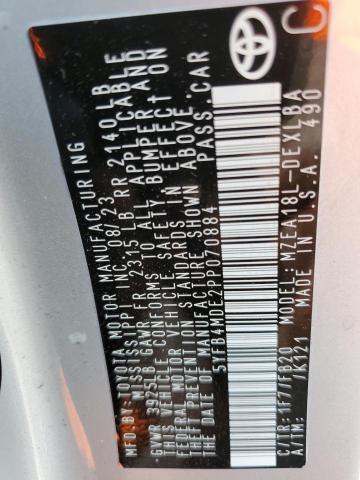 MFD. BY: TOYOTA MOTOR MANUFACTURING
MISSISSIPPI INC. 08/23
GVWR 3925LB GAWR FR 2315 LB RR 2140 LB
THIS VEHICLE CONFORMS TO ALL APPLICABLE
FEDERAL MOTOR VEHICLE SAFETY, BUMPER, AND
THEFT PREVENTION STANDARDS IN EFFECT ON
THE DATE OF MANUFACTURE SHOWN ABOVE.
5YFB4MDE2PP070884 PASS.CAR
C/TR: 1F7/FB20
A/TM: /K121
MODEL: MZEA18L-DEXLBA
MADE IN U.S.A. 490
C